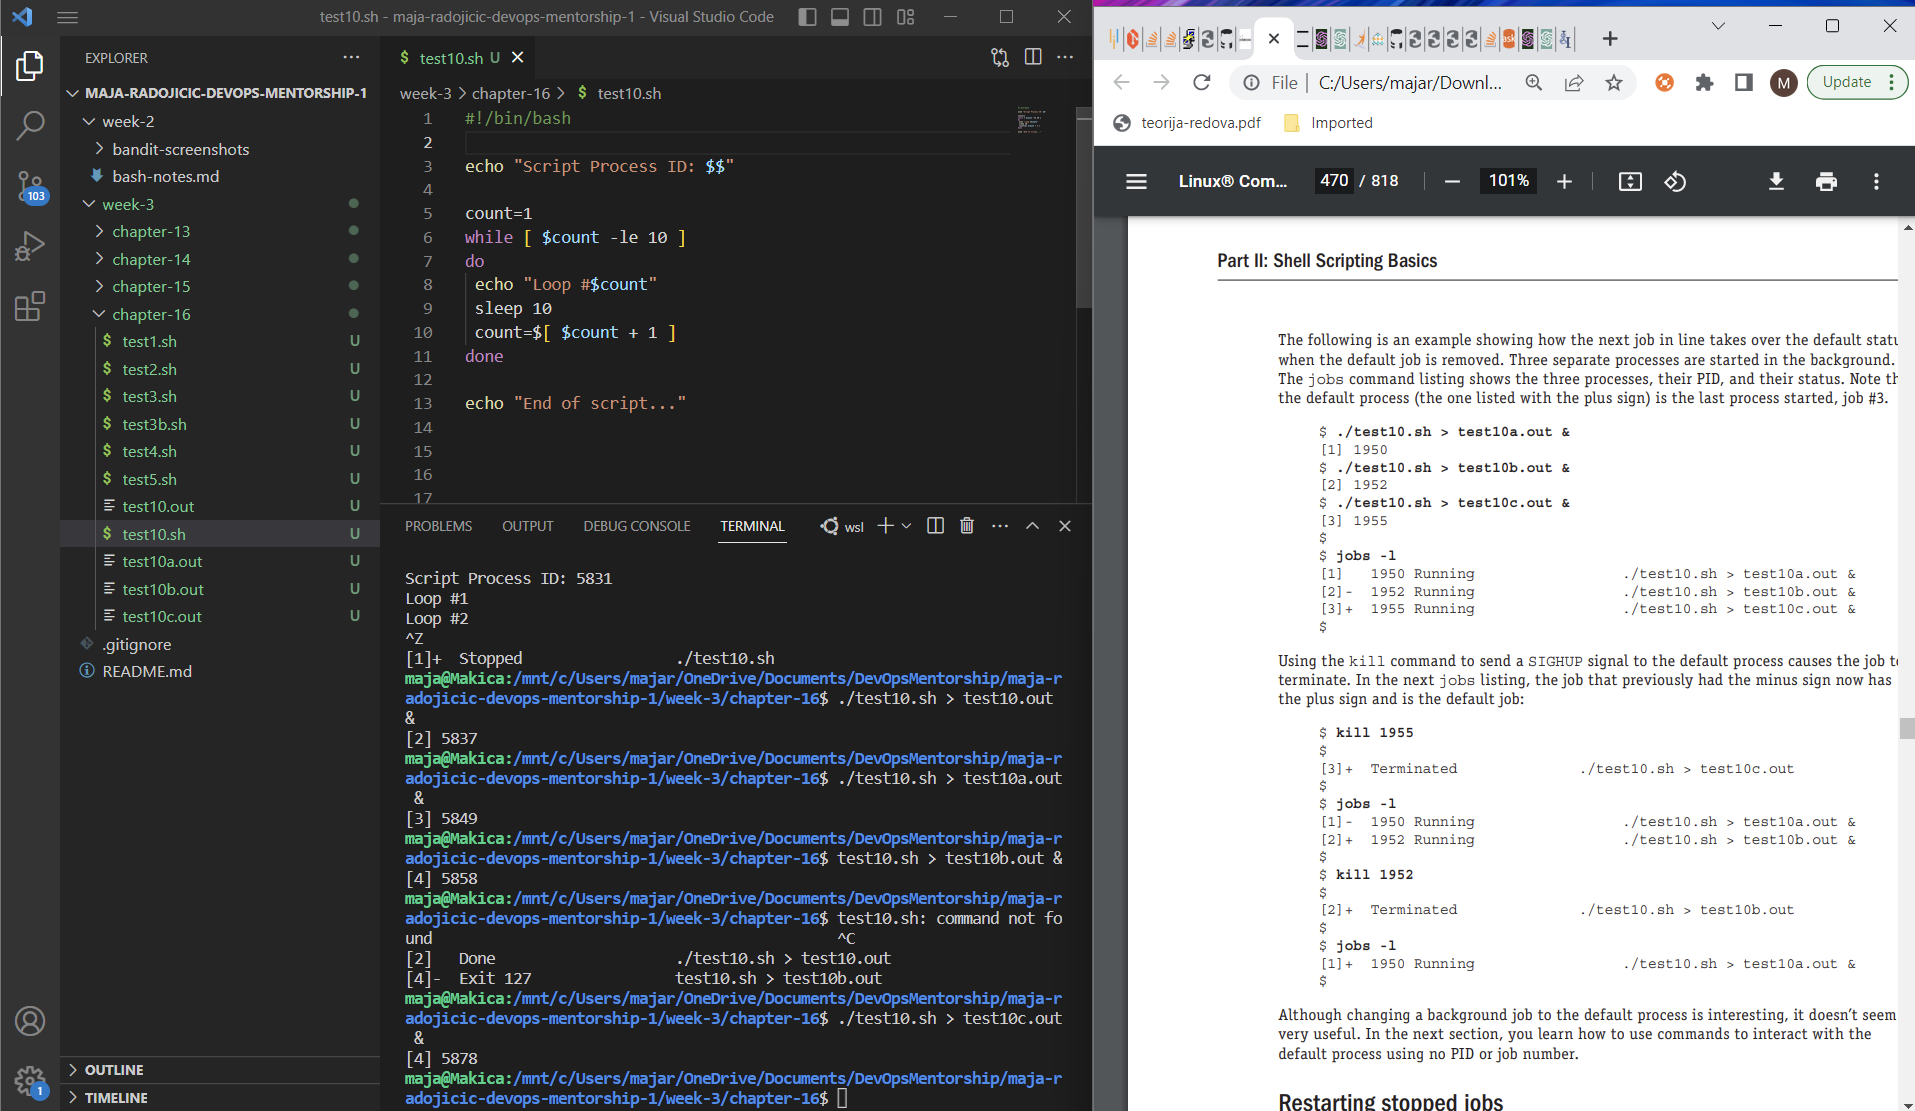 test10.sh - maja-radojicic-devops-mentorship-1 - Visual Studio Code
EXPLORER
MAJA-RADOJICIC-DEVOPS-MENTORSHIP-1
week-2
bandit-screenshots
bash-notes.md
week-3
chapter-13
chapter-14
chapter-15
chapter-16
$ test1.sh U
$ test2.sh U
$ test3.sh U
$ test3b.sh U
$ test4.sh U
$ test5.sh U
test10.out U
$ test10.sh U
test10a.out U
test10b.out U
test10c.out U
.gitignore
README.md
OUTLINE
TIMELINE
103
1
$ test10.sh U
week-3 > chapter-16 > $ test10.sh
1 #!/bin/bash
2
3 echo "Script Process ID: $$"
4
5 count=1
6 while [ $count -le 10 ]
7 do
8 echo "Loop #$count"
9 sleep 10
10 count=$[ $count + 1 ]
11 done
12
13 echo "End of script..."
14
15
16
17
PROBLEMS OUTPUT DEBUG CONSOLE TERMINAL wsl
Script Process ID: 5831
Loop #1
Loop #2
^Z
[1]+ Stopped ./test10.sh
maja@Makica:/mnt/c/Users/majar/OneDrive/Documents/DevOpsMentorship/maja-r
adojicic-devops-mentorship-1/week-3/chapter-16$ ./test10.sh > test10.out
&
[2] 5837
maja@Makica:/mnt/c/Users/majar/OneDrive/Documents/DevOpsMentorship/maja-r
adojicic-devops-mentorship-1/week-3/chapter-16$ ./test10.sh > test10a.out
&
[3] 5849
maja@Makica:/mnt/c/Users/majar/OneDrive/Documents/DevOpsMentorship/maja-r
adojicic-devops-mentorship-1/week-3/chapter-16$ test10.sh > test10b.out &
[4] 5858
maja@Makica:/mnt/c/Users/majar/OneDrive/Documents/DevOpsMentorship/maja-r
adojicic-devops-mentorship-1/week-3/chapter-16$ test10.sh: command not fo
und ^C
[2] Done ./test10.sh > test10.out
[4]- Exit 127 test10.sh > test10b.out
maja@Makica:/mnt/c/Users/majar/OneDrive/Documents/DevOpsMentorship/maja-r
adojicic-devops-mentorship-1/week-3/chapter-16$ ./test10.sh > test10c.out
&
[4] 5878
maja@Makica:/mnt/c/Users/majar/OneDrive/Documents/DevOpsMentorship/maja-r
adojicic-devops-mentorship-1/week-3/chapter-16$
File | C:/Users/majar/Downl... M Update
teorija-redova.pdf Imported
Linux® Com... 470 / 818 101%
Part II: Shell Scripting Basics
The following is an example showing how the next job in line takes over the default statu
when the default job is removed. Three separate processes are started in the background.
The jobs command listing shows the three processes, their PID, and their status. Note th
the default process (the one listed with the plus sign) is the last process started, job #3.
$ ./test10.sh > test10a.out &
[1] 1950
$ ./test10.sh > test10b.out &
[2] 1952
$ ./test10.sh > test10c.out &
[3] 1955
$
$ jobs -l
[1] 1950 Running ./test10.sh > test10a.out &
[2]- 1952 Running ./test10.sh > test10b.out &
[3]+ 1955 Running ./test10.sh > test10c.out &
$
Using the kill command to send a SIGHUP signal to the default process causes the job to
terminate. In the next jobs listing, the job that previously had the minus sign now has
the plus sign and is the default job:
$ kill 1955
$
[3]+ Terminated ./test10.sh > test10c.out
$
$ jobs -l
[1]- 1950 Running ./test10.sh > test10a.out &
[2]+ 1952 Running ./test10.sh > test10b.out &
$
$ kill 1952
$
[2]+ Terminated ./test10.sh > test10b.out
$
$ jobs -l
[1]+ 1950 Running ./test10.sh > test10a.out &
$
Although changing a background job to the default process is interesting, it doesn't seem
very useful. In the next section, you learn how to use commands to interact with the
default process using no PID or job number.
Restarting stopped jobs